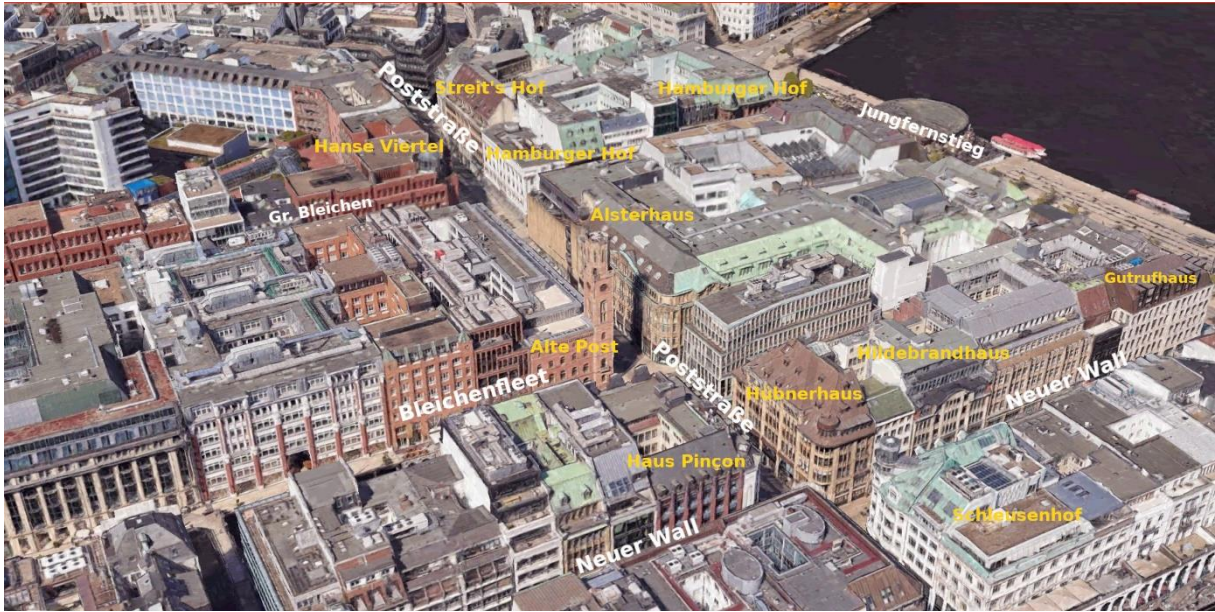 Poststraße
Streit's Hof
Hamburger Hof
Jungfernstieg
Hanse Viertel
Hamburger Hof
Gr. Bleichen
Alsterhaus
Gutrufhaus
Alte Post
Hildebrandhaus
Poststraße
Neuer Wall
Bleichenfleet
Hübnerhaus
Haus Pinçon
Schleusenhof
Neuer Wall